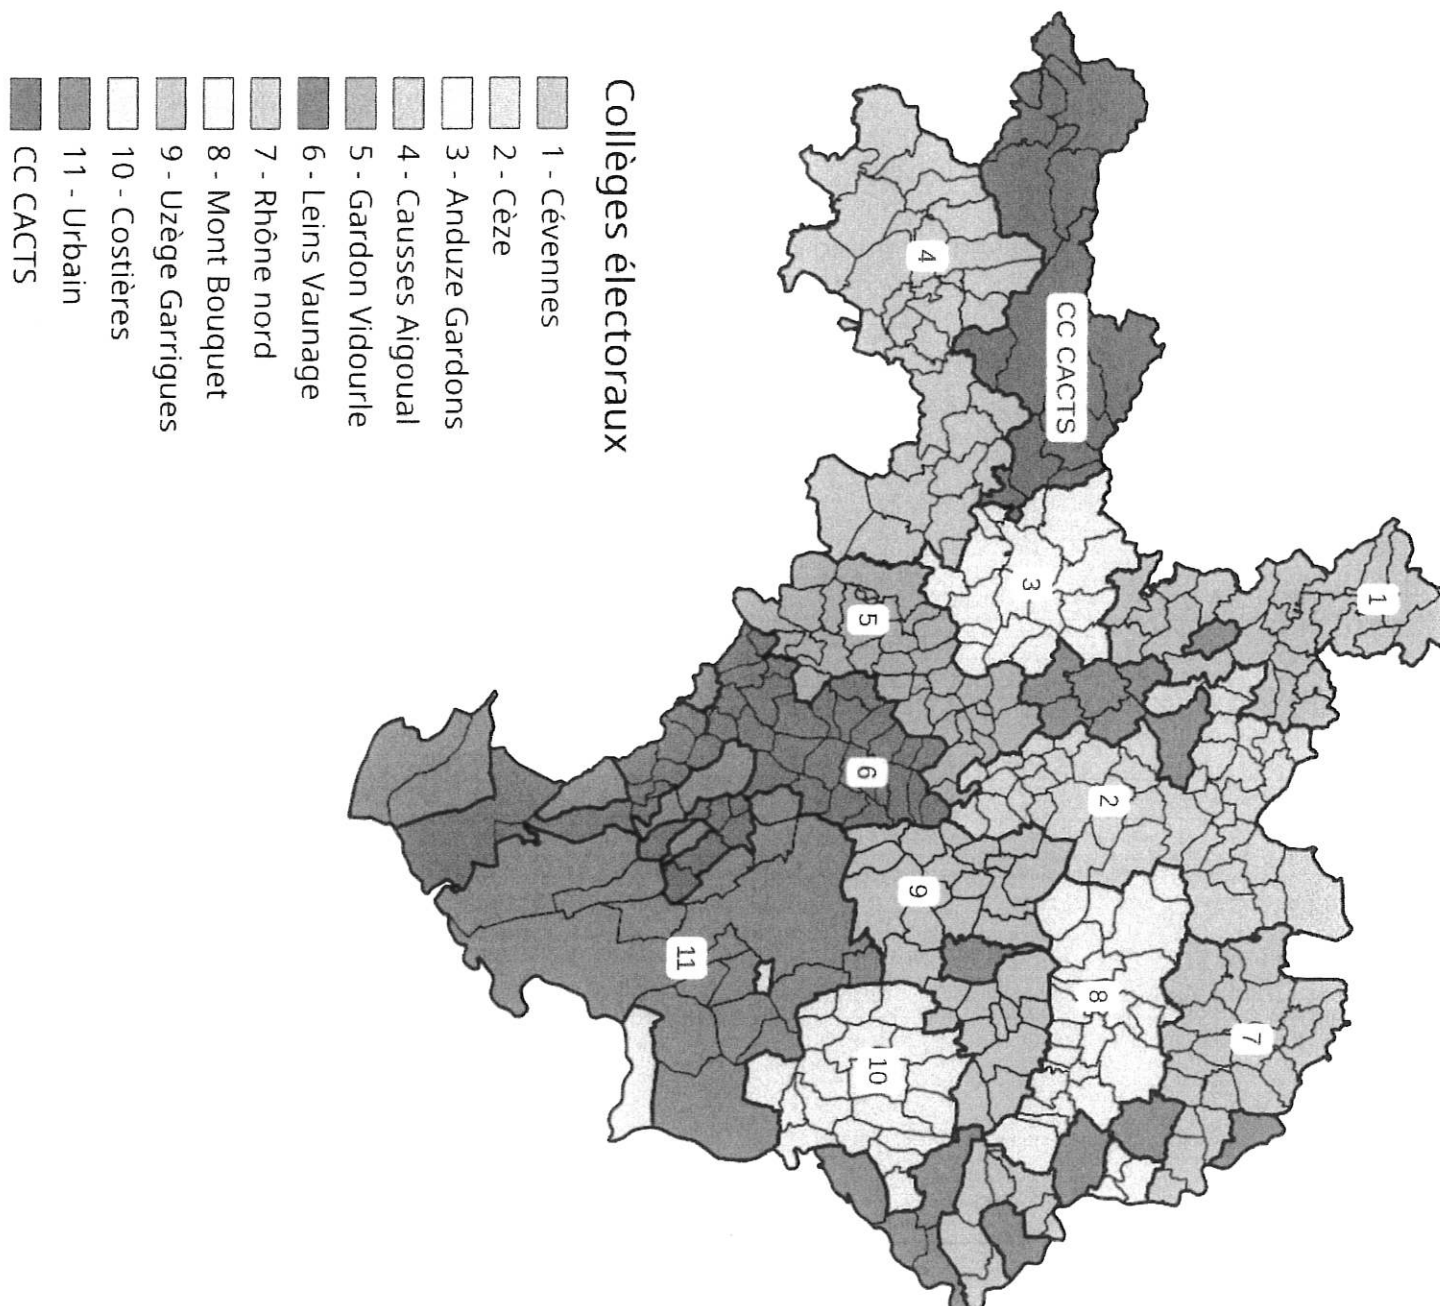 Collèges électoraux
1 - Cévennes
2 - Cèze
3 - Anduze Gardons
4 - Causses Aigoual
5 - Gardon Vidourle
6 - Leins Vaunage
7 - Rhône nord
8 - Mont Bouquet
9 - Uzège Garrigues
10 - Costières
11 - Urbain
CC CACTS
1
7
2
8
3
CC CACTS
4
9
10
5
6
11